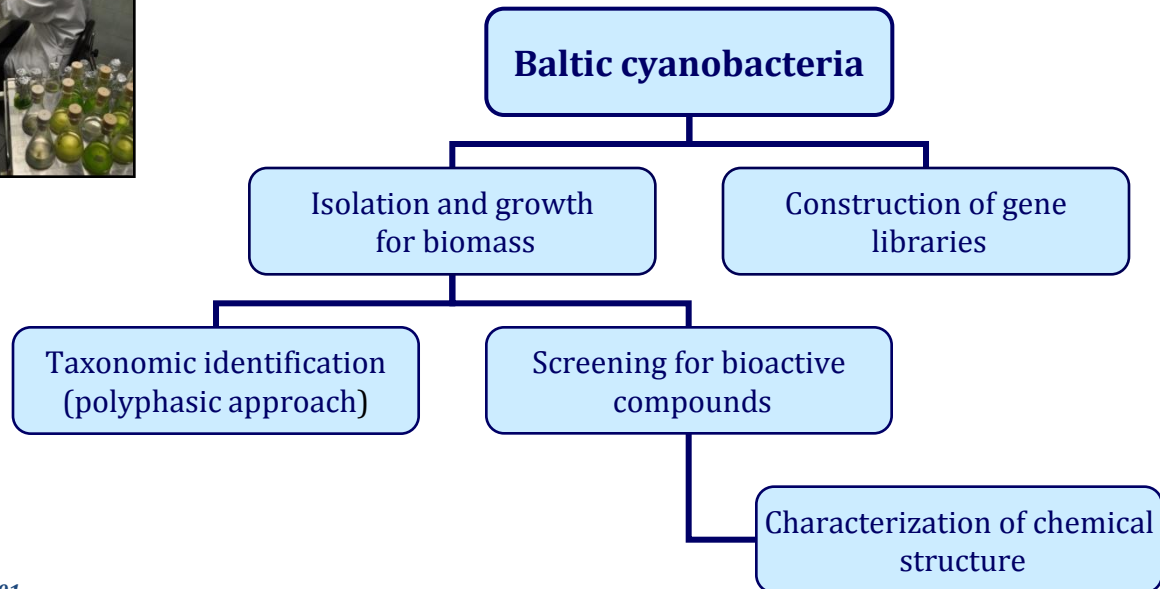 Baltic cyanobacteria
Isolation and growth
for biomass
Construction of gene
libraries
Taxonomic identification
(polyphasic approach)
Screening for bioactive
compounds
Characterization of chemical
structure